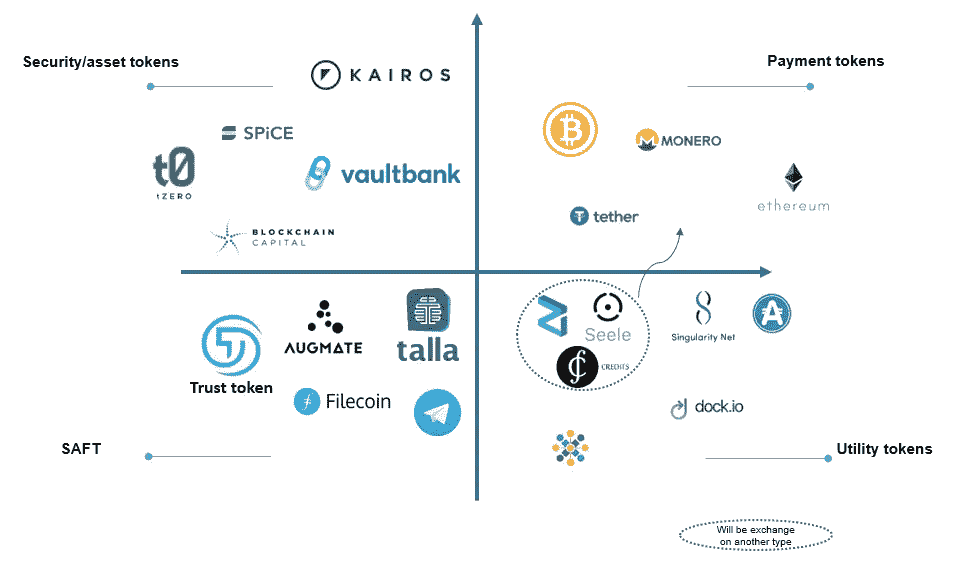 Security/asset tokens
KAIROS
SPiCE
t0
tZERO
vaultbank
BLOCKCHAIN
CAPITAL
Payment tokens
B
MONERO
ethereum
T tether
Trust token
AUGMATE
talla
Filecoin
SAFT
Seele
CREDITS
Singularity Net
A
dock.io
Utility tokens
Will be exchange
on another type